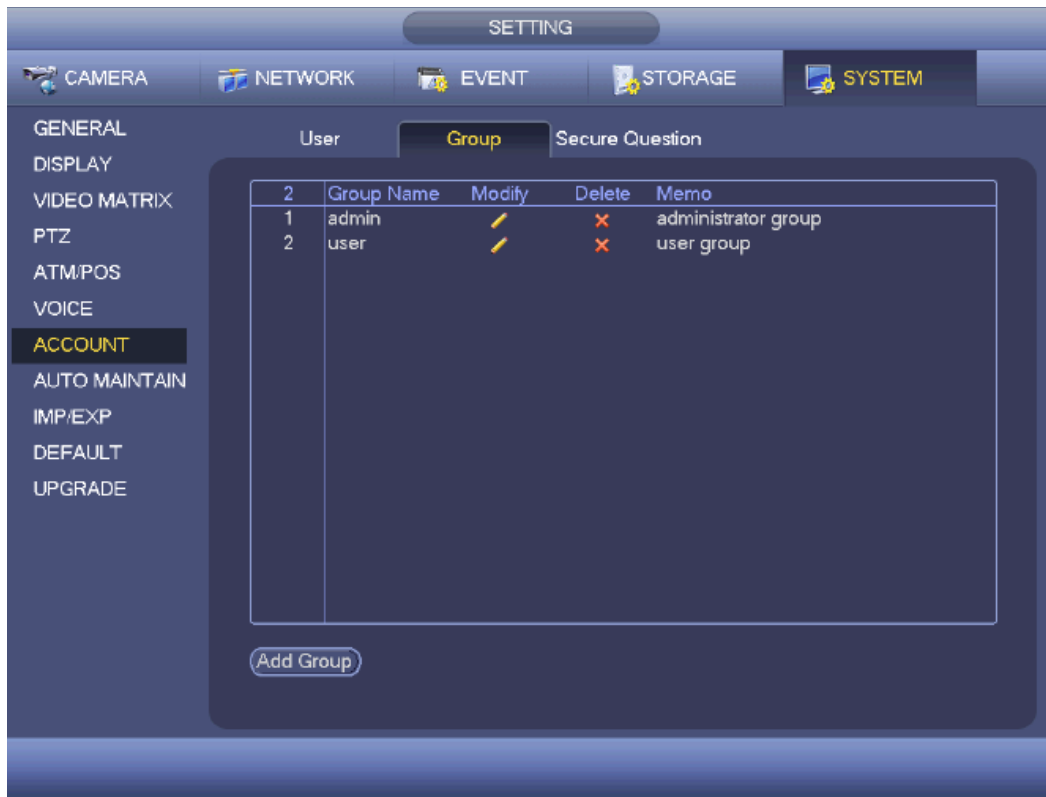 SETTING
CAMERA NETWORK EVENT STORAGE SYSTEM
GENERAL
DISPLAY
VIDEO MATRIX
PTZ
ATM/POS
VOICE
ACCOUNT
AUTO MAINTAIN
IMP/EXP
DEFAULT
UPGRADE
User Group Secure Question
2 Group Name Modify Delete Memo
1 admin administrator group
2 user user group
Add Group